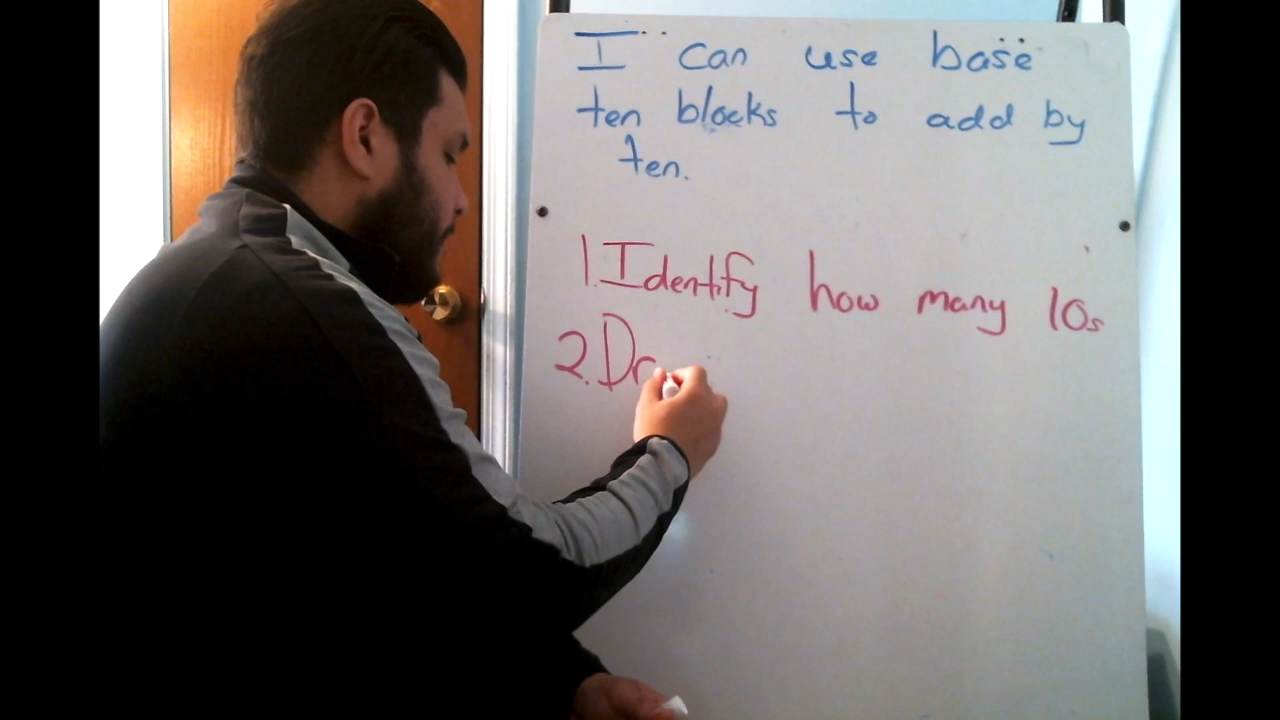 I can use base
ten blocks to add by
ten.
1. Identify how many 10s
2. Dr